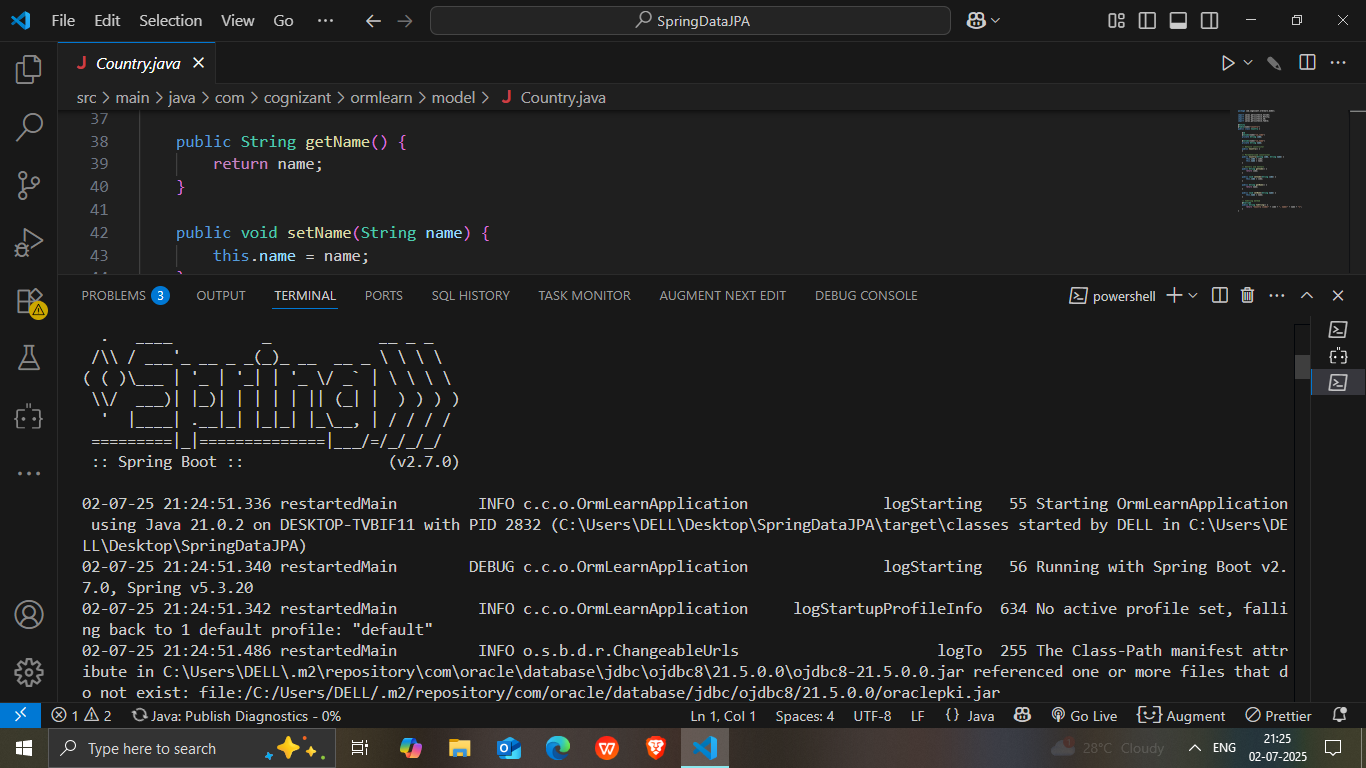 File Edit Selection View Go ··· SpringDataJPA
J Country.java
src > main > java > com > cognizant > ormlearn > model > J Country.java
37
38 public String getName() {
39 return name;
40 }
41
42 public void setName(String name) {
43 this.name = name;
PROBLEMS 3 OUTPUT TERMINAL PORTS SQL HISTORY TASK MONITOR AUGMENT NEXT EDIT DEBUG CONSOLE powershell
  .   ____          _            __ _ _
 /\\ / ___'_ __ _ _(_)_ __  __ _ \ \ \ \
( ( )\___ | '_ | '_| | '_ \/ _` | \ \ \ \
 \\/  ___)| |_)| | | | | || (_| |  ) ) ) )
  '  |____| .__|_| |_|_| |_\__, | / / / /
 =========|_|==============|___/=/_/_/_/
 :: Spring Boot ::                (v2.7.0)
02-07-25 21:24:51.336 restartedMain INFO c.c.o.OrmLearnApplication logStarting 55 Starting OrmLearnApplication
using Java 21.0.2 on DESKTOP-TVBIF11 with PID 2832 (C:\Users\DELL\Desktop\SpringDataJPA\target\classes started by DELL in C:\Users\DE
LL\Desktop\SpringDataJPA)
02-07-25 21:24:51.340 restartedMain DEBUG c.c.o.OrmLearnApplication logStarting 56 Running with Spring Boot v2.
7.0, Spring v5.3.20
02-07-25 21:24:51.342 restartedMain INFO c.c.o.OrmLearnApplication logStartupProfileInfo 634 No active profile set, falli
ng back to 1 default profile: "default"
02-07-25 21:24:51.486 restartedMain INFO o.s.b.d.r.ChangeableUrls logTo 255 The Class-Path manifest attr
ibute in C:\Users\DELL\.m2\repository\com\oracle\database\jdbc\ojdbc8\21.5.0.0\ojdbc8-21.5.0.0.jar referenced one or more files that d
o not exist: file:/C:/Users/DELL/.m2/repository/com/oracle/database/jdbc/ojdbc8/21.5.0.0/oraclepki.jar
1 2 Java: Publish Diagnostics - 0% Ln 1, Col 1 Spaces: 4 UTF-8 LF {} Java Go Live Augment Prettier
Type here to search 28°C Cloudy ENG 21:25
02-07-2025